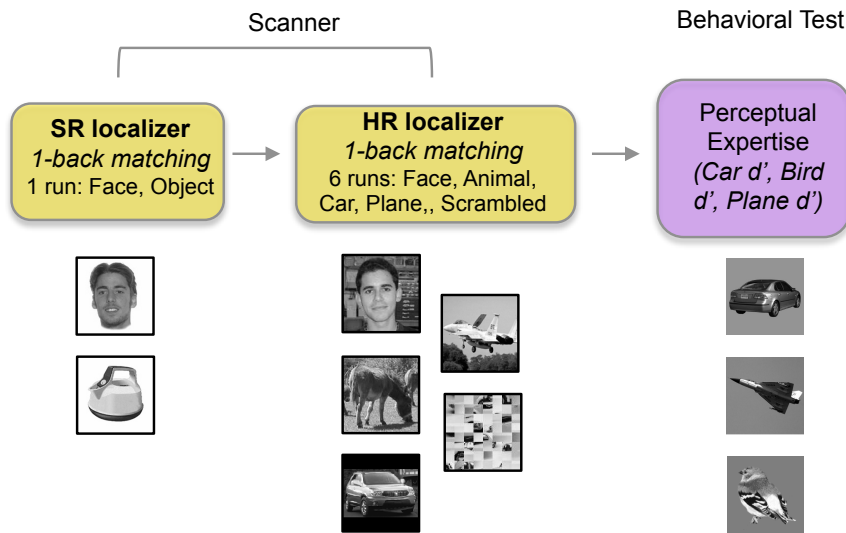 Scanner
Behavioral Test
SR localizer
1-back matching
1 run: Face, Object
HR localizer
1-back matching
6 runs: Face, Animal,
Car, Plane,, Scrambled
Perceptual
Expertise
(Car d’, Bird
d’, Plane d’)